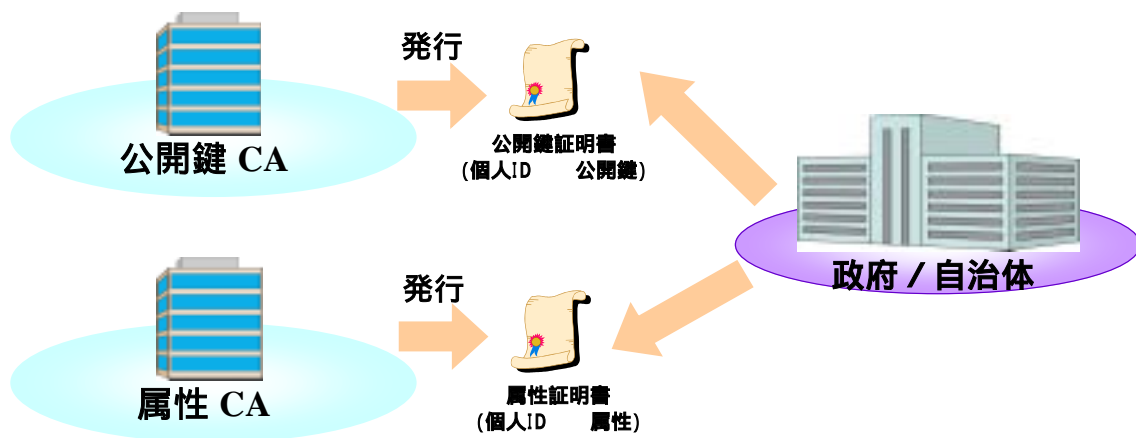 発行
公開鍵 CA
公開鍵証明書
(個人ID 公開鍵)
政府／自治体
発行
属性 CA
属性証明書
(個人ID 属性)